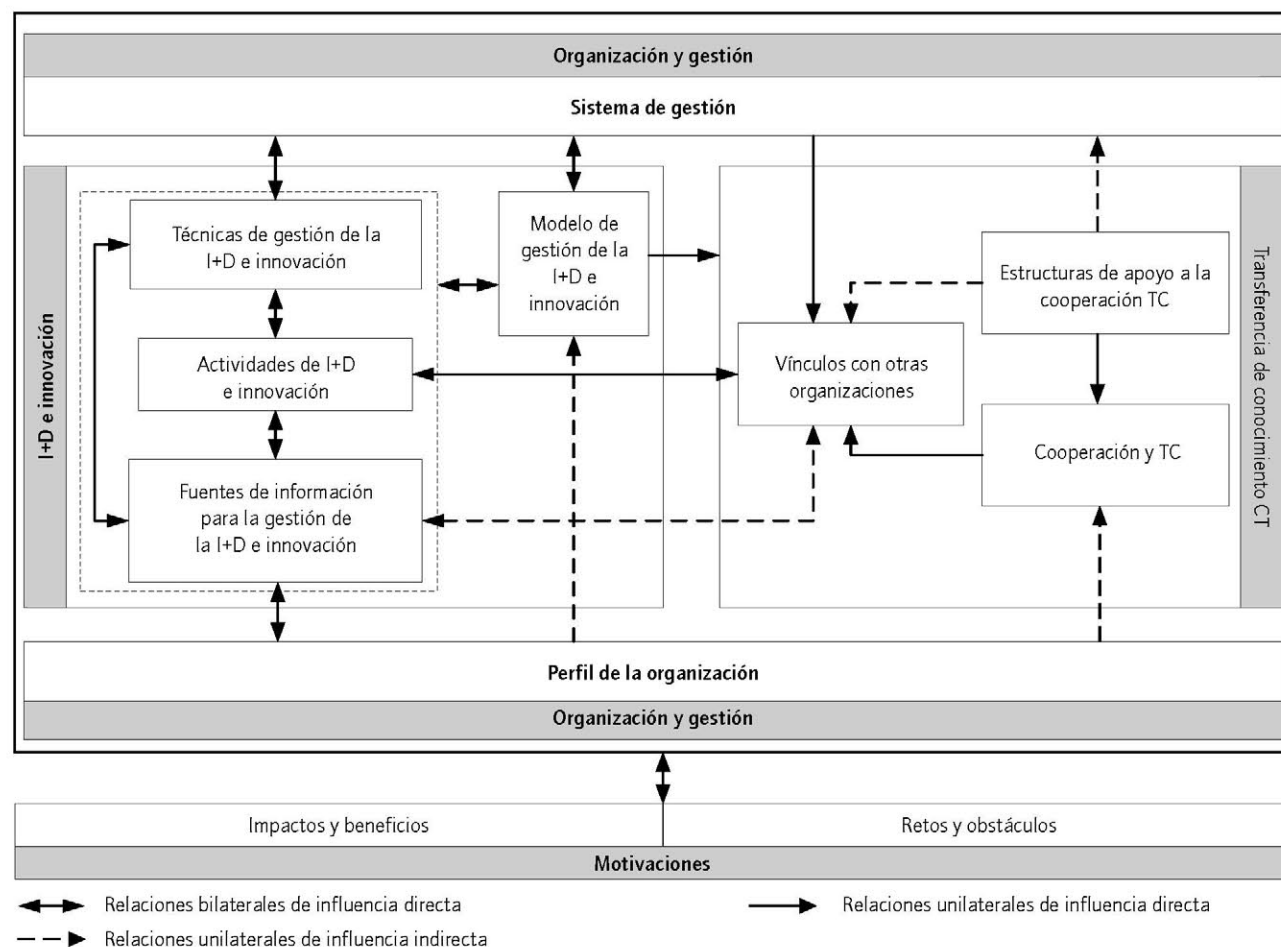 Organización y gestión
Sistema de gestión
I+D e innovación
Técnicas de gestión de la
I+D e innovación
Actividades de I+D
e innovación
Fuentes de información
para la gestión de
la I+D e innovación
Modelo de
gestión de la
I+D e
innovación
Vínculos con otras
organizaciones
Estructuras de apoyo a la
cooperación TC
Cooperación y TC
Transferencia de conocimiento CT
Perfil de la organización
Organización y gestión
Impactos y beneficios
Retos y obstáculos
Motivaciones
Relaciones bilaterales de influencia directa
Relaciones unilaterales de influencia directa
Relaciones unilaterales de influencia indirecta